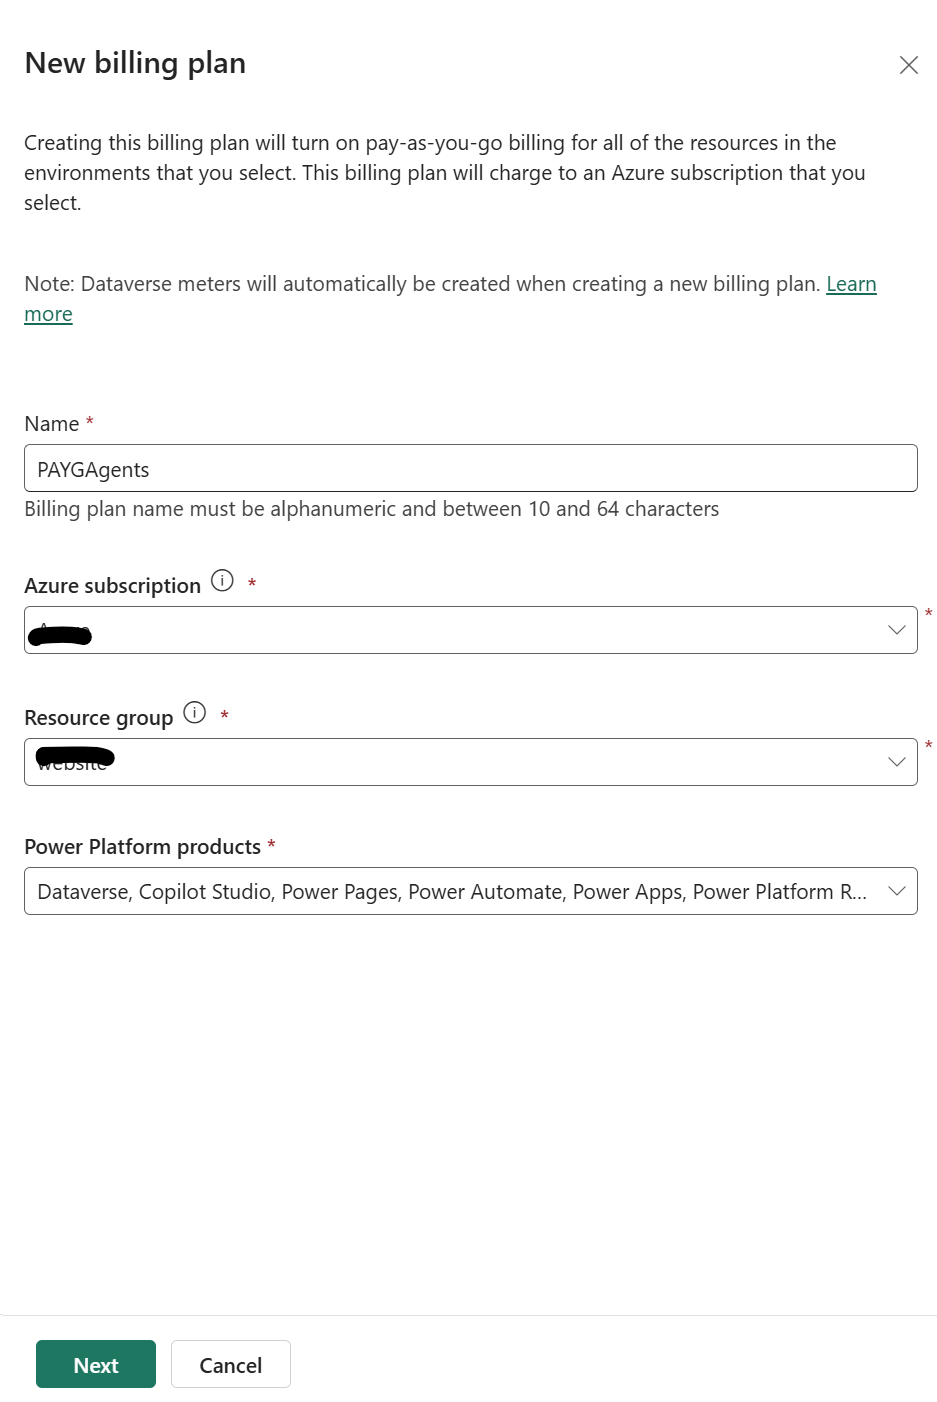 New billing plan
Creating this billing plan will turn on pay-as-you-go billing for all of the resources in the
environments that you select. This billing plan will charge to an Azure subscription that you
select.
Note: Dataverse meters will automatically be created when creating a new billing plan. Learn
more
Name *
PAYGAgents
Billing plan name must be alphanumeric and between 10 and 64 characters
Azure subscription *
*
Resource group *
*
Power Platform products *
Dataverse, Copilot Studio, Power Pages, Power Automate, Power Apps, Power Platform R...
Next Cancel